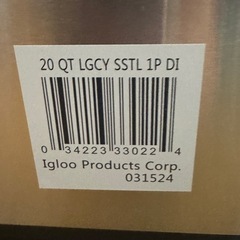 20 QT LGCY SSTL 1P DI
0 34223 33022 4
Igloo Products Corp.
031524